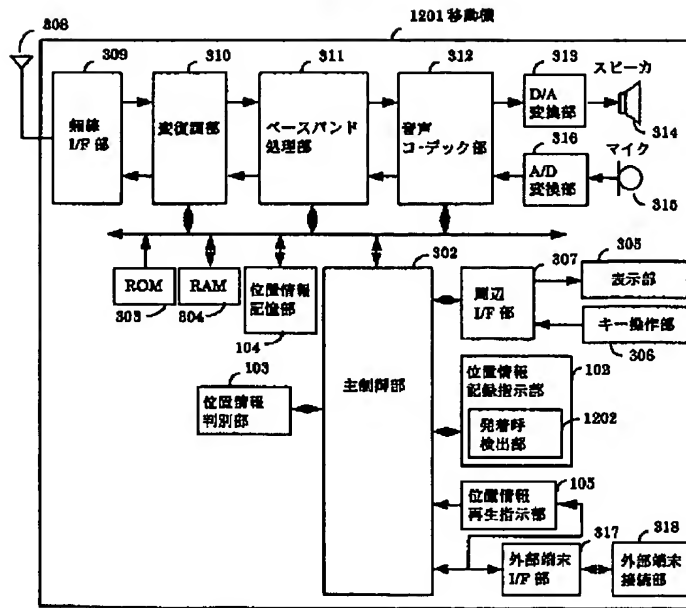 308
1201 移動機
309
310
311
312
313
スピーカ
無線
I/F 部
変復調部
ベースバンド
処理部
音声
コ-デック部
D/A
変換部
314
316
マイク
A/D
変換部
315
302
307
305
ROM
RAM
位置情報
記憶部
周辺
I/F 部
表示部
303
304
104
キー操作部
306
103
102
位置情報
判別部
主制御部
位置情報
記録指示部
1202
発着呼
検出部
105
位置情報
再生指示部
317
318
外部端末
I/F 部
外部端末
接続部